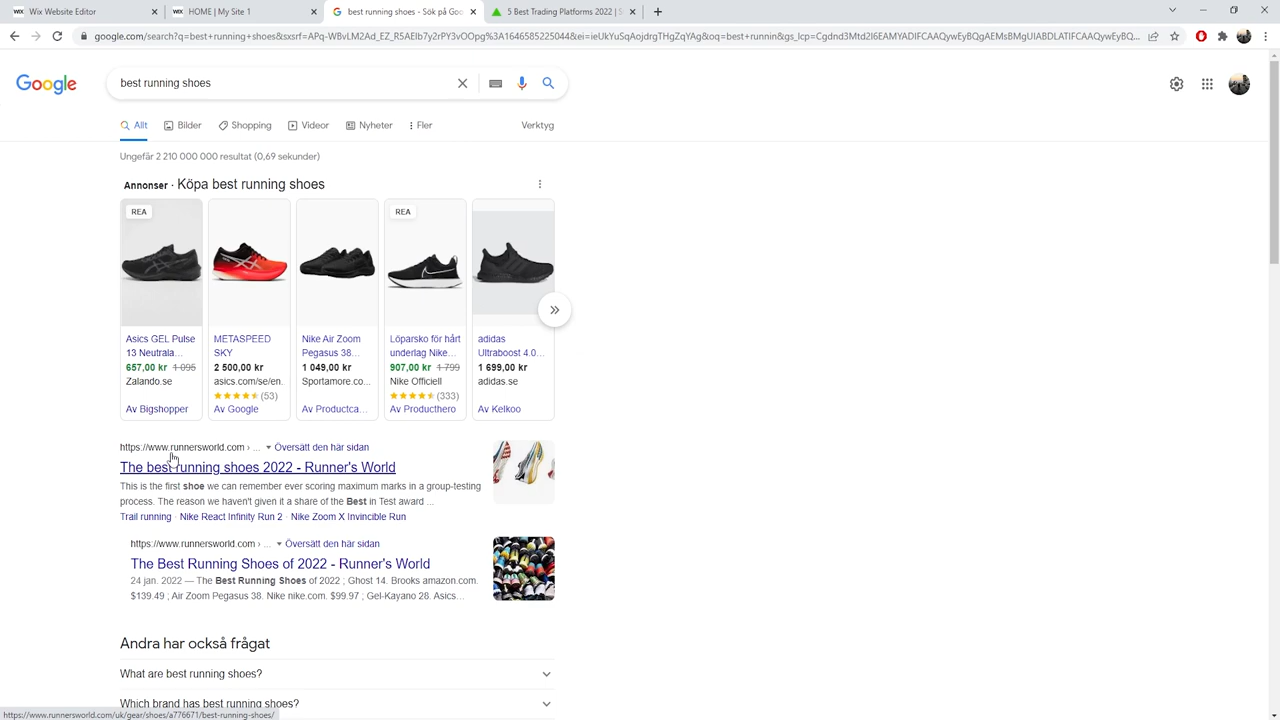 Wix Website Editor
HOME | My Site 1
best running shoes - Sök på Goo
5 Best Trading Platforms 2022 | S
google.com/search?q=best+running+shoes&sxsrf=APq-WBvLM2Ad_EZ_R5AEIb7y2rPY3vOOpg%3A1646585225044&ei=ieUkYuSqAojdrgTHgZqYAg&oq=best+runnin&gs_lcp=Cgdnd3Mtd2l6EAMYADIFCAAQywEyBQgAEMsBMgUIABDLATIFCAAQywEyBQgAEMsBMgUIABDLATIFCAAQ...
Google
best running shoes
Allt
Bilder
Shopping
Videor
Nyheter
Fler
Verktyg
Ungefär 2 210 000 000 resultat (0,69 sekunder)
Annonser · Köpa best running shoes
REA
Asics GEL Pulse
13 Neutrala...
657,00 kr 1 095
Zalando.se
Av Bigshopper
METASPEED
SKY
2 500,00 kr
asics.com/se/en.
(53)
Av Google
Nike Air Zoom
Pegasus 38...
1 049,00 kr
Sportamore.co...
Av Productca...
REA
Löparsko för hårt
underlag Nike...
907,00 kr 1 799
Nike Officiell
(333)
Av Producthero
adidas
Ultraboost 4.0...
1 699,00 kr
adidas.se
Av Kelkoo
https://www.runnersworld.com › ... Översätt den här sidan
The best running shoes 2022 - Runner's World
This is the first shoe we can remember ever scoring maximum marks in a group-testing
process. The reason we haven't given it a share of the Best in Test award ...
Trail running · Nike React Infinity Run 2 · Nike Zoom X Invincible Run
https://www.runnersworld.com › ... Översätt den här sidan
The Best Running Shoes of 2022 - Runner's World
24 jan. 2022 — The Best Running Shoes of 2022 ; Ghost 14. Brooks amazon.com.
$139.49 ; Air Zoom Pegasus 38. Nike nike.com. $99.97 ; Gel-Kayano 28. Asics...
Andra har också frågat
What are best running shoes?
Which brand has best running shoes?
https://www.runnersworld.com/uk/gear/shoes/a776671/best-running-shoes/